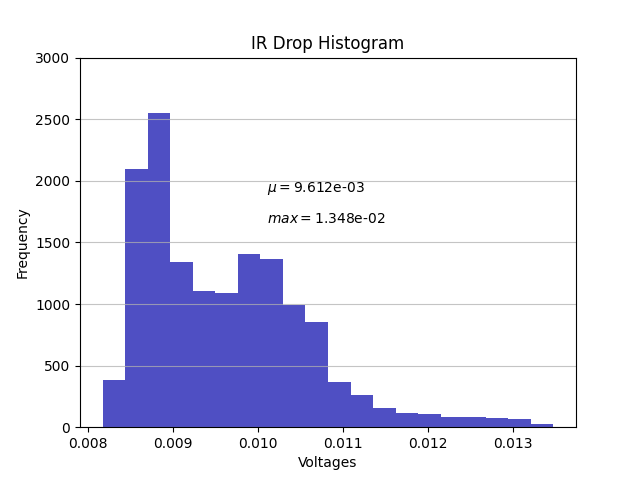 IR Drop Histogram
3000
2500
2000
1500
1000
500
0
Frequency
μ = 9.612e-03
max = 1.348e-02
0.008 0.009 0.010 0.011 0.012 0.013
Voltages